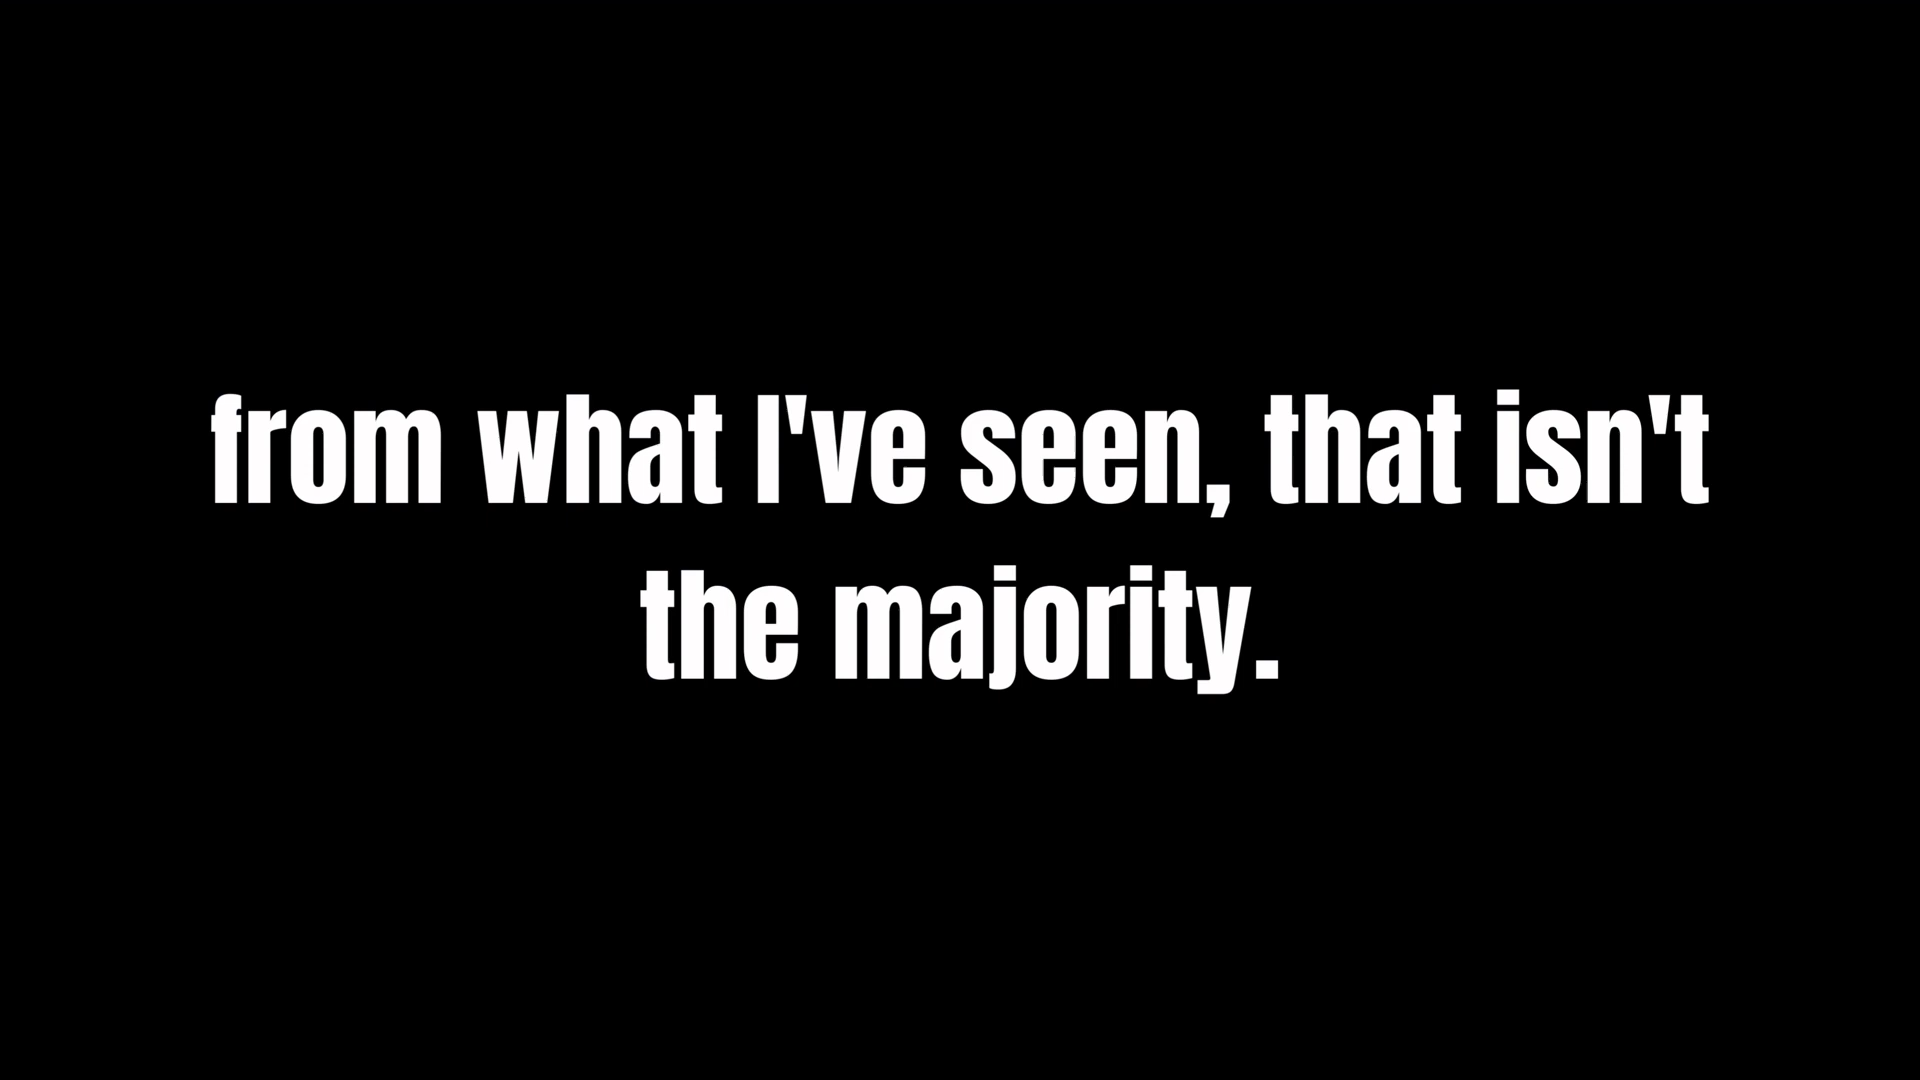 from what I've seen, that isn't
the majority.